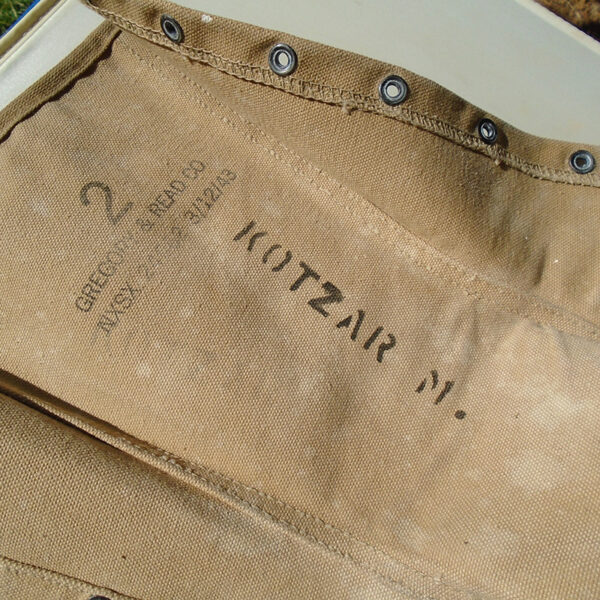 2
GREGORY & READ CO
NXSX. 3/12/43
KOTZAR M.